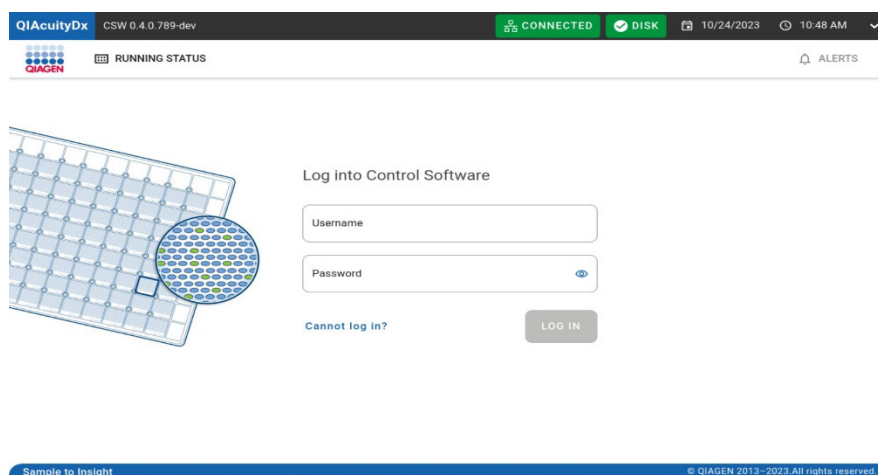 QIAcuityDx CSW 0.4.0.789-dev CONNECTED DISK 10/24/2023 10:48 AM
QIAGEN RUNNING STATUS ALERTS
Log into Control Software
Username
Password
Cannot log in? LOG IN
Sample to Insight © QIAGEN 2013–2023.All rights reserved.